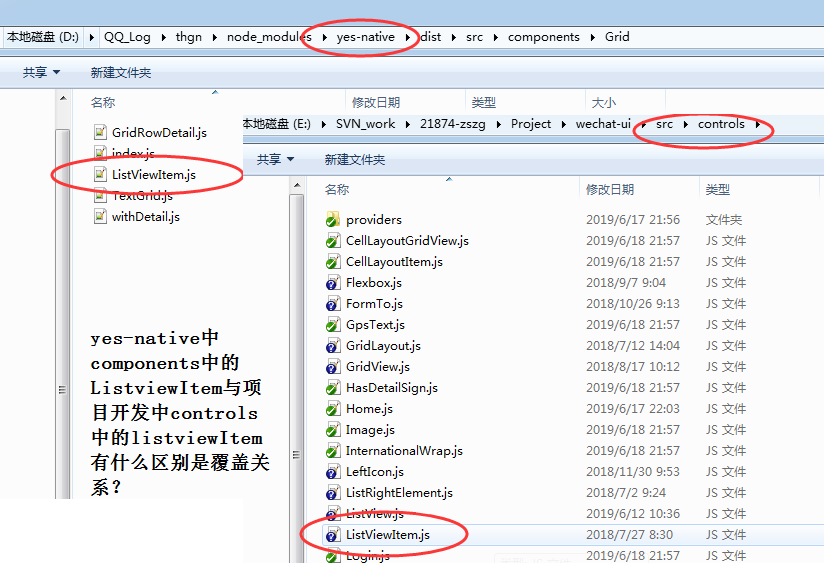 本地磁盘 (D:) ▸ QQ_Log ▸ thgn ▸ node_modules ▸ yes-native ▸ dist ▸ src ▸ components ▸ Grid
共享 ▼ 新建文件夹
名称 修改日期 类型 大小
GridRowDetail.js
index.js
ListViewItem.js
TextGrid.js
withDetail.js
yes-native中
components中的
ListviewItem与项
目开发中controls
中的listviewItem
有什么区别是覆盖关
系?
本地磁盘 (E:) ▸ SVN_work ▸ 21874-zszg ▸ Project ▸ wechat-ui ▸ src ▸ controls ▸
共享 ▼ 新建文件夹
名称 修改日期 类型
providers 2019/6/17 21:56 文件夹
CellLayoutGridView.js 2019/6/18 21:57 JS 文件
CellLayoutItem.js 2019/6/18 21:57 JS 文件
Flexbox.js 2018/9/7 9:04 JS 文件
FormTo.js 2018/10/26 9:13 JS 文件
GpsText.js 2019/6/18 21:57 JS 文件
GridLayout.js 2018/7/12 14:04 JS 文件
GridView.js 2018/8/17 10:12 JS 文件
HasDetailSign.js 2019/6/18 21:57 JS 文件
Home.js 2019/6/17 22:03 JS 文件
Image.js 2019/6/18 21:57 JS 文件
InternationalWrap.js 2019/6/18 21:57 JS 文件
LeftIcon.js 2018/11/30 9:53 JS 文件
ListRightElement.js 2018/7/2 9:24 JS 文件
ListView.js 2019/6/12 10:36 JS 文件
ListViewItem.js 2018/7/27 8:30 JS 文件
Login.js 2019/6/18 21:57 JS 文件